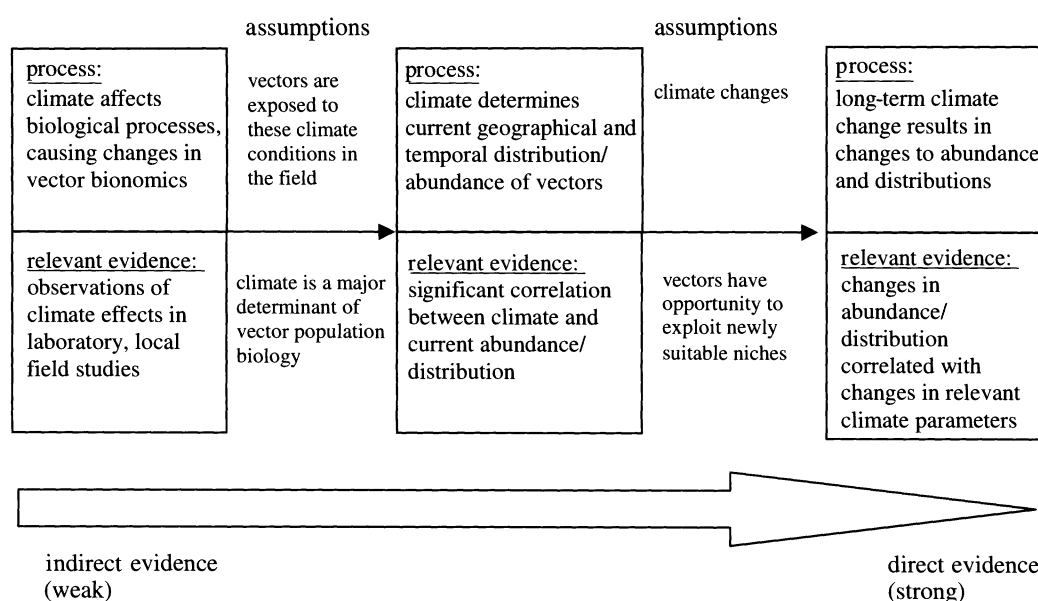 assumptions
assumptions
process:
climate affects
biological processes,
causing changes in
vector bionomics
vectors are
exposed to
these climate
conditions in
the field
process:
climate determines
current geographical and
temporal distribution/
abundance of vectors
climate changes
process:
long-term climate
change results in
changes to abundance
and distributions
relevant evidence:
observations of
climate effects in
laboratory, local
field studies
climate is a major
determinant of
vector population
biology
relevant evidence:
significant correlation
between climate and
current abundance/
distribution
vectors have
opportunity to
exploit newly
suitable niches
relevant evidence:
changes in
abundance/
distribution
correlated with
changes in relevant
climate parameters
indirect evidence
(weak)
direct evidence
(strong)